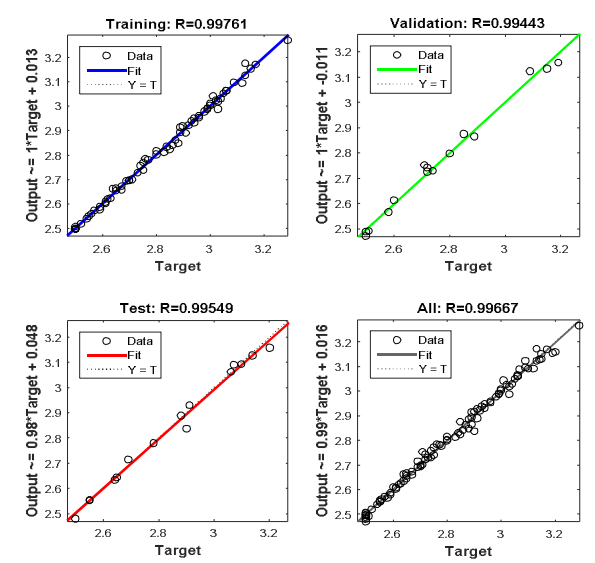 Training: R=0.99761
Output ~= 1*Target + 0.013
3.2
3.1
3
2.9
2.8
2.7
2.6
2.5
Data
Fit
Y = T
2.6
2.8
3
3.2
Target
Validation: R=0.99443
Output ~= 1*Target + -0.011
3.2
3.1
3
2.9
2.8
2.7
2.6
2.5
Data
Fit
Y = T
2.6
2.8
3
3.2
Target
Test: R=0.99549
Output ~= 0.98*Target + 0.048
3.2
3.1
3
2.9
2.8
2.7
2.6
2.5
Data
Fit
Y = T
2.6
2.8
3
3.2
Target
All: R=0.99667
Output ~= 0.99*Target + 0.016
3.2
3.1
3
2.9
2.8
2.7
2.6
2.5
Data
Fit
Y = T
2.6
2.8
3
3.2
Target